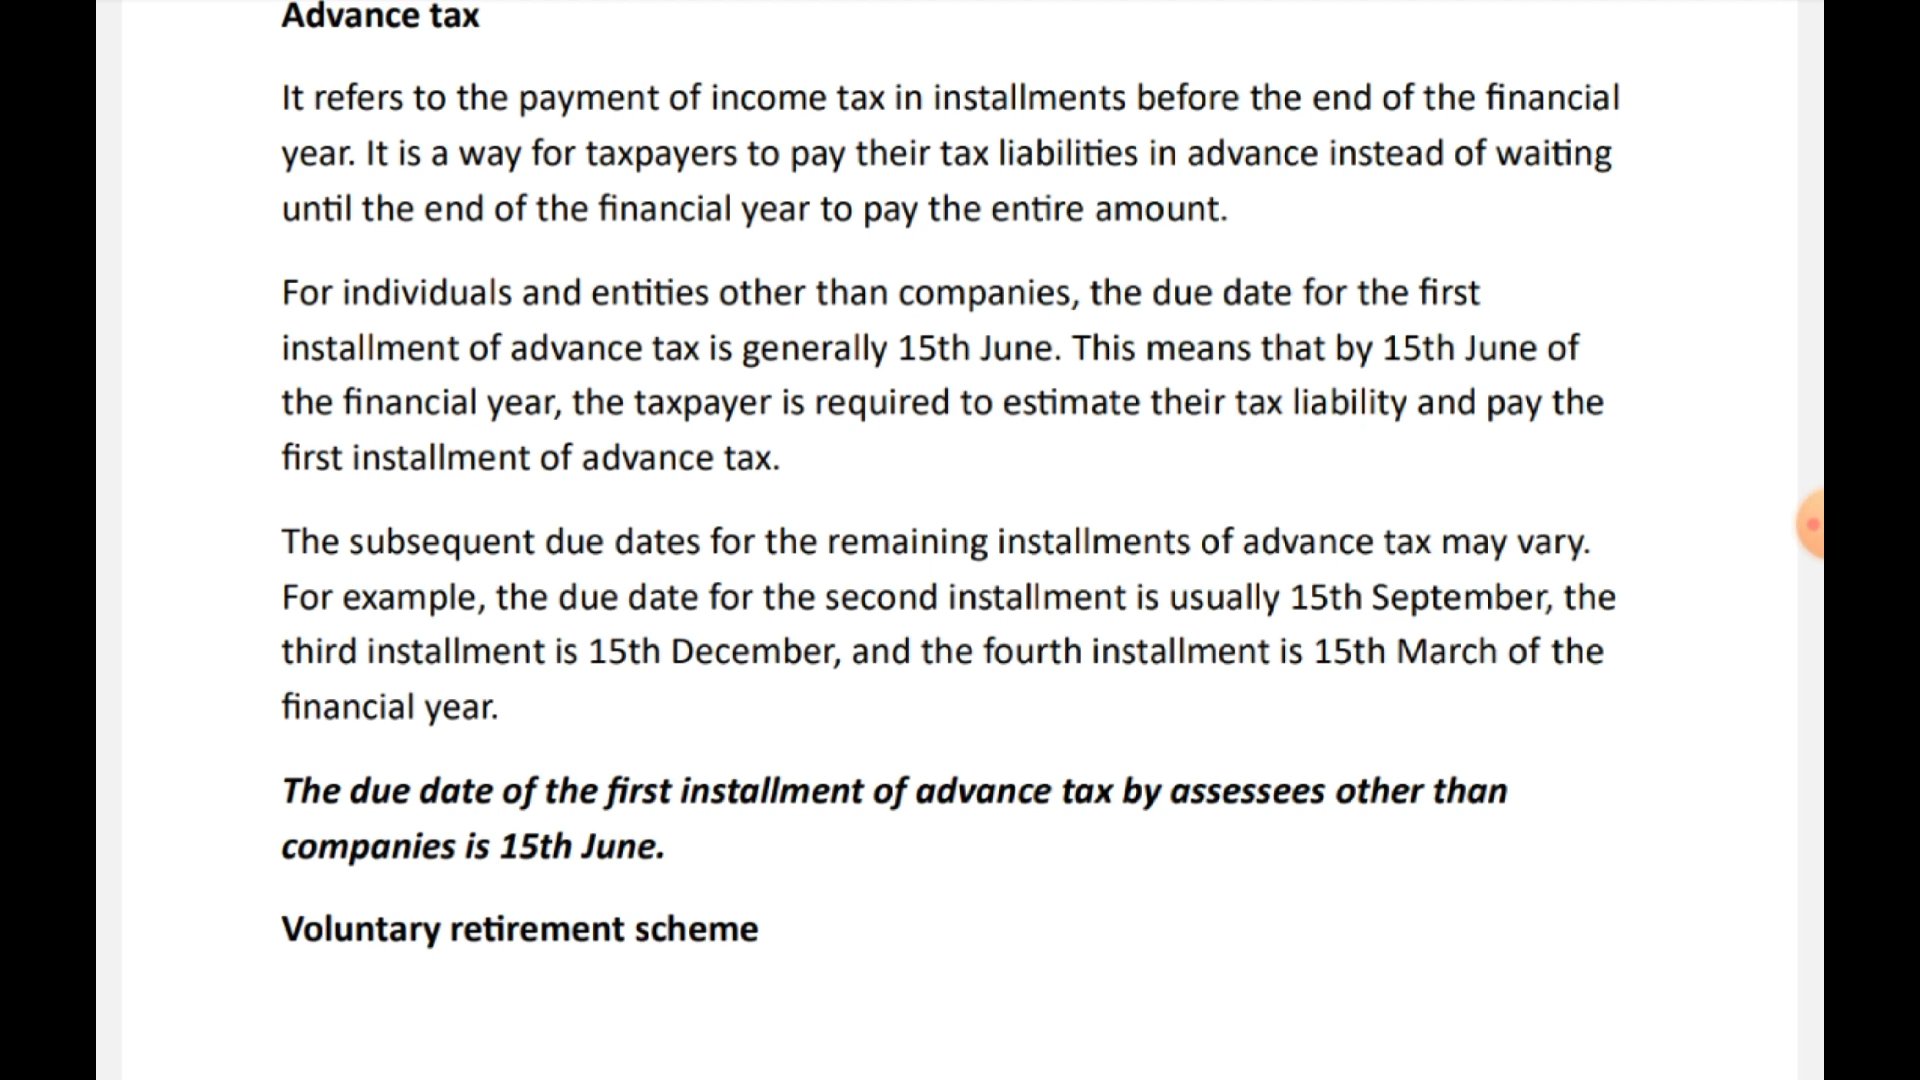 Advance tax
It refers to the payment of income tax in installments before the end of the financial
year. It is a way for taxpayers to pay their tax liabilities in advance instead of waiting
until the end of the financial year to pay the entire amount.
For individuals and entities other than companies, the due date for the first
installment of advance tax is generally 15th June. This means that by 15th June of
the financial year, the taxpayer is required to estimate their tax liability and pay the
first installment of advance tax.
The subsequent due dates for the remaining installments of advance tax may vary.
For example, the due date for the second installment is usually 15th September, the
third installment is 15th December, and the fourth installment is 15th March of the
financial year.
The due date of the first installment of advance tax by assessees other than
companies is 15th June.
Voluntary retirement scheme